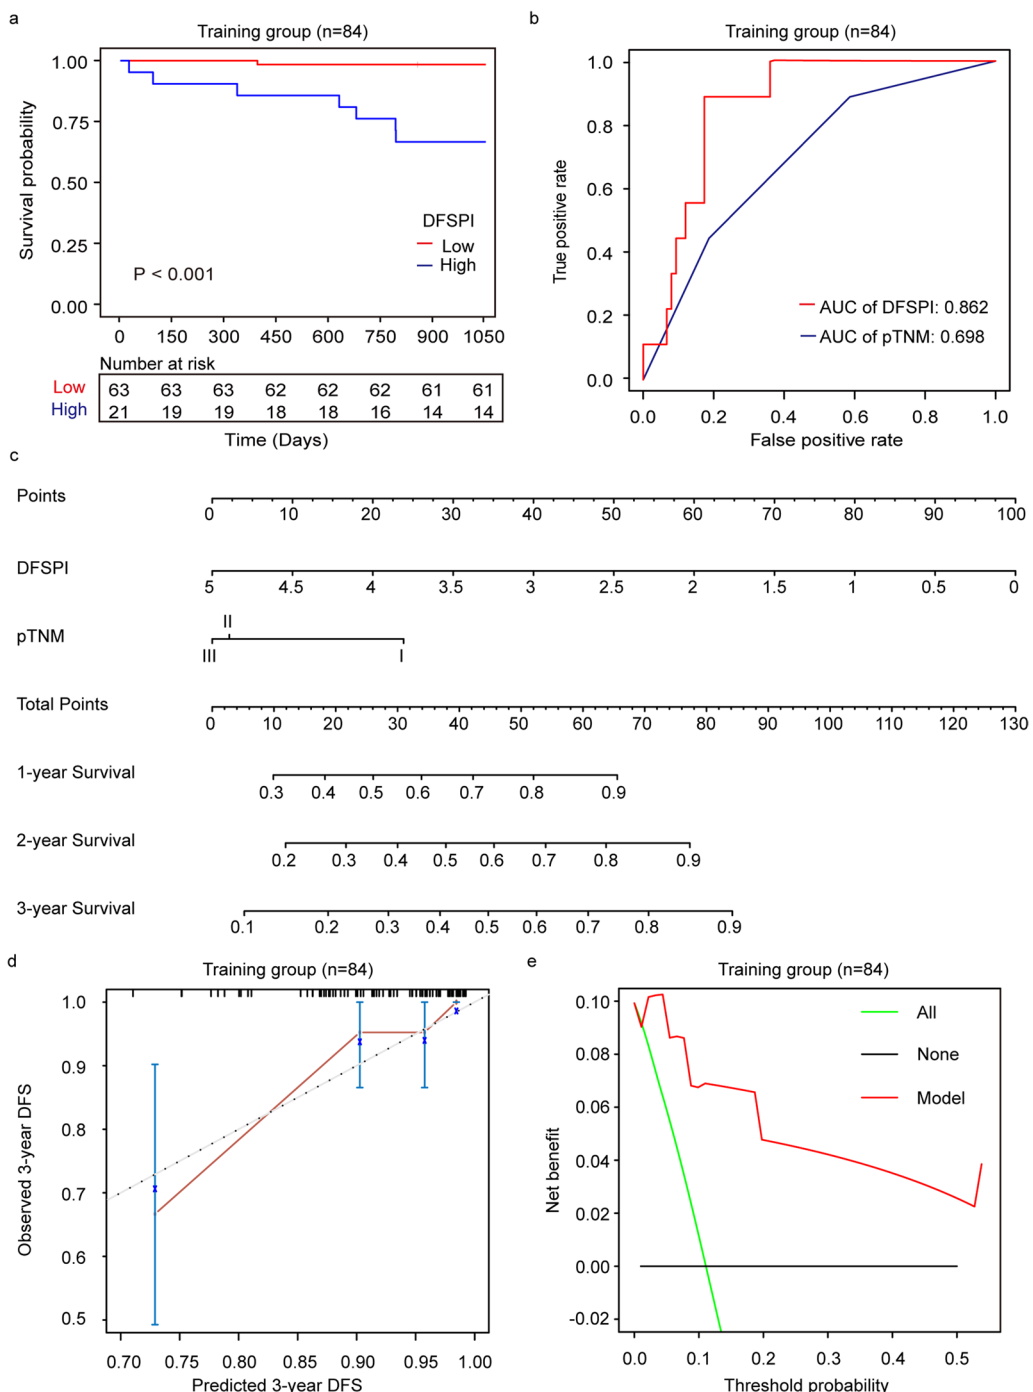 a
Training group (n=84)
Survival probability
1.00
0.75
0.50
0.25
0.00
DFSPI
Low
High
P < 0.001
0 150 300 450 600 750 900 1050
Number at risk
Low 63 63 63 62 62 62 61 61
High 21 19 19 18 18 16 14 14
Time (Days)
b
Training group (n=84)
True positive rate
1.0
0.8
0.6
0.4
0.2
0.0
AUC of DFSPI: 0.862
AUC of pTNM: 0.698
0.0 0.2 0.4 0.6 0.8 1.0
False positive rate
c
Points
0 10 20 30 40 50 60 70 80 90 100
DFSPI
5 4.5 4 3.5 3 2.5 2 1.5 1 0.5 0
pTNM
II
III I
Total Points
0 10 20 30 40 50 60 70 80 90 100 110 120 130
1-year Survival
0.3 0.4 0.5 0.6 0.7 0.8 0.9
2-year Survival
0.2 0.3 0.4 0.5 0.6 0.7 0.8 0.9
3-year Survival
0.1 0.2 0.3 0.4 0.5 0.6 0.7 0.8 0.9
d
Training group (n=84)
Observed 3-year DFS
1.0
0.9
0.8
0.7
0.6
0.5
0.70 0.75 0.80 0.85 0.90 0.95 1.00
Predicted 3-year DFS
e
Training group (n=84)
Net benefit
0.10
0.08
0.06
0.04
0.02
0.00
-0.02
All
None
Model
0.0 0.1 0.2 0.3 0.4 0.5
Threshold probability